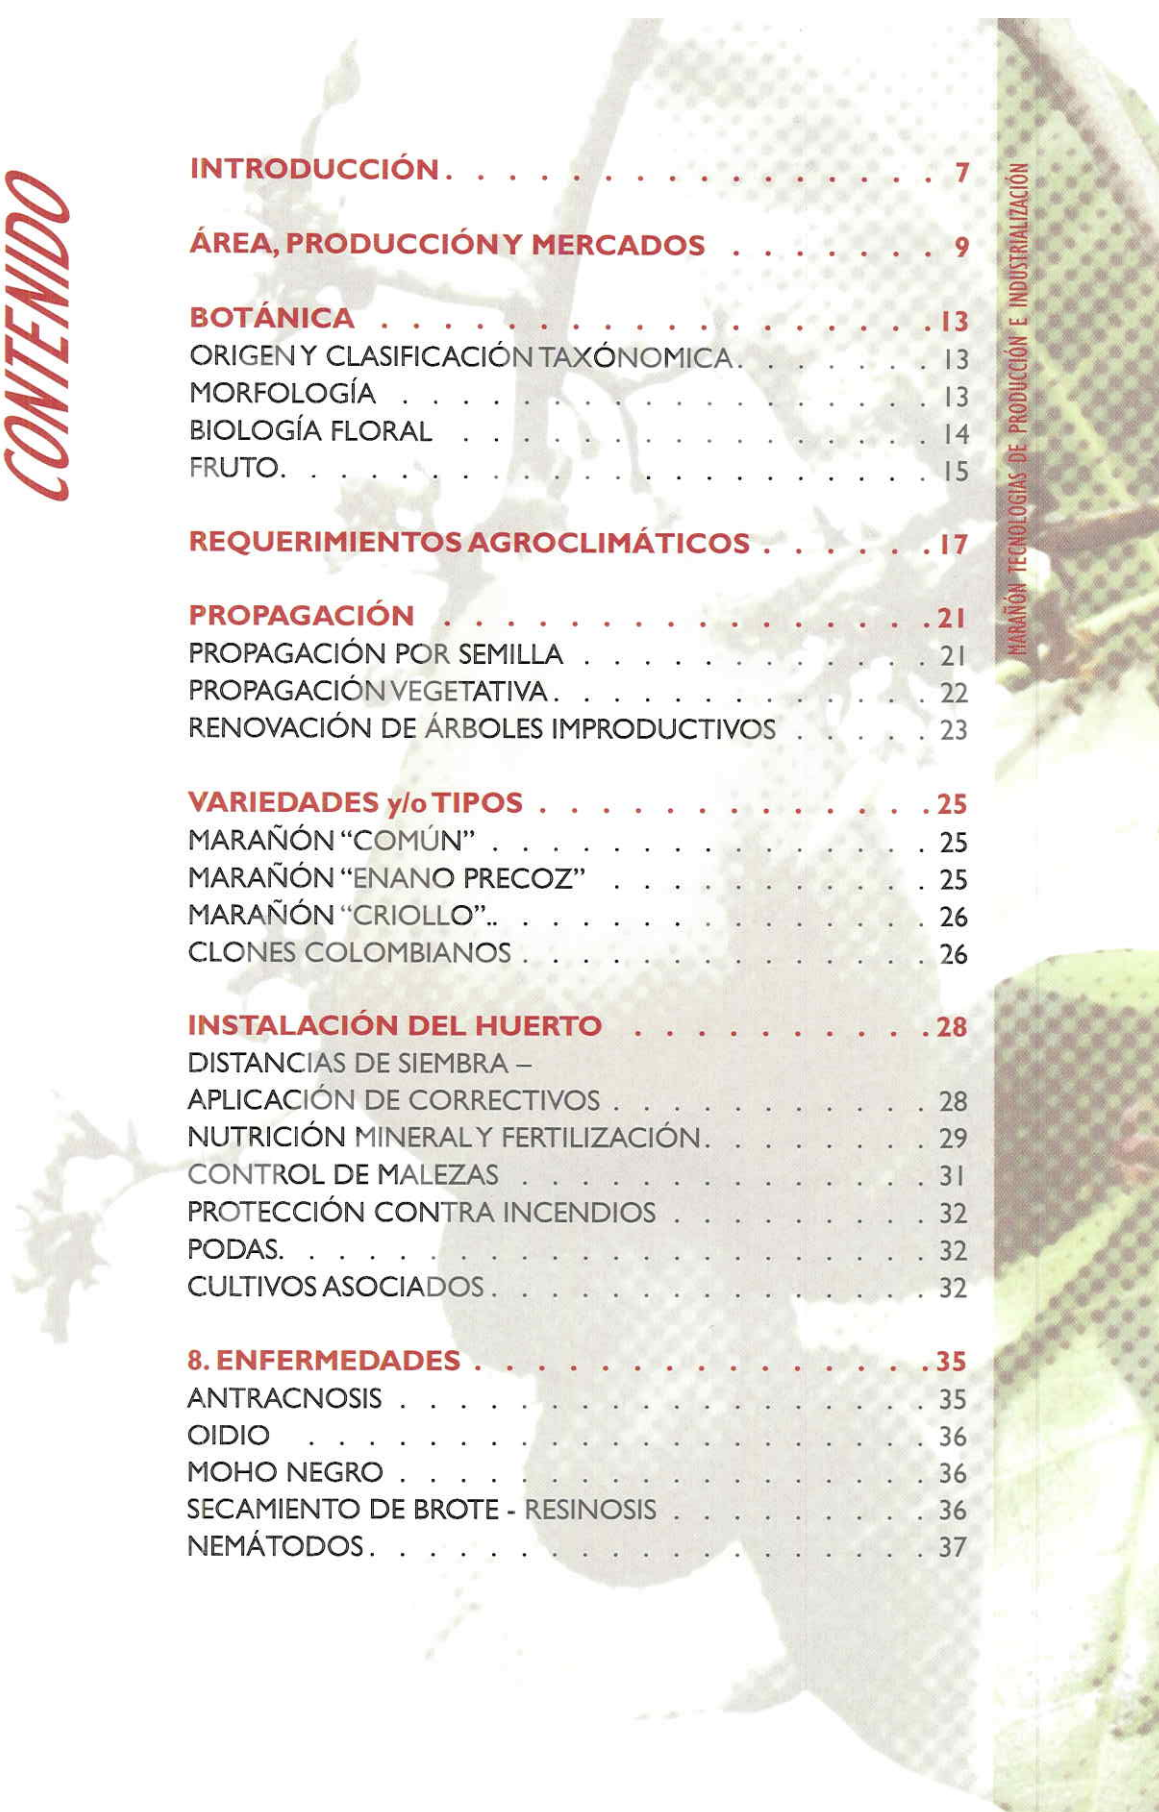 CONTENIDO
INTRODUCCIÓN. . . . . . . . . . . . . . . . 7
ÁREA, PRODUCCIÓN Y MERCADOS . . . . . . . 9
BOTÁNICA . . . . . . . . . . . . . . . . . . 13
ORIGEN Y CLASIFICACIÓN TAXÓNOMICA. . . . . . . 13
MORFOLOGÍA . . . . . . . . . . . . . . . . . . 13
BIOLOGÍA FLORAL . . . . . . . . . . . . . . . . 14
FRUTO. . . . . . . . . . . . . . . . . . . . . . 15
REQUERIMIENTOS AGROCLIMÁTICOS . . . . . . 17
PROPAGACIÓN . . . . . . . . . . . . . . . . 21
PROPAGACIÓN POR SEMILLA . . . . . . . . . . . . 21
PROPAGACIÓN VEGETATIVA. . . . . . . . . . . . . 22
RENOVACIÓN DE ÁRBOLES IMPRODUCTIVOS . . . . . 23
VARIEDADES y/o TIPOS . . . . . . . . . . . . . 25
MARAÑÓN “COMÚN” . . . . . . . . . . . . . . . 25
MARAÑÓN “ENANO PRECOZ” . . . . . . . . . . . 25
MARAÑÓN “CRIOLLO”.. . . . . . . . . . . . . . . 26
CLONES COLOMBIANOS . . . . . . . . . . . . . . 26
INSTALACIÓN DEL HUERTO . . . . . . . . . . 28
DISTANCIAS DE SIEMBRA –
APLICACIÓN DE CORRECTIVOS . . . . . . . . . . . 28
NUTRICIÓN MINERAL Y FERTILIZACIÓN. . . . . . . . 29
CONTROL DE MALEZAS . . . . . . . . . . . . . . 31
PROTECCIÓN CONTRA INCENDIOS . . . . . . . . . 32
PODAS. . . . . . . . . . . . . . . . . . . . . . 32
CULTIVOS ASOCIADOS . . . . . . . . . . . . . . . 32
8. ENFERMEDADES . . . . . . . . . . . . . . . 35
ANTRACNOSIS . . . . . . . . . . . . . . . . . . 35
OIDIO . . . . . . . . . . . . . . . . . . . . . 36
MOHO NEGRO . . . . . . . . . . . . . . . . . . 36
SECAMIENTO DE BROTE - RESINOSIS . . . . . . . . . 36
NEMÁTODOS. . . . . . . . . . . . . . . . . . . 37
MARAÑÓN TECNOLOGIAS DE PRODUCCIÓN E INDUSTRIALIZACIÓN